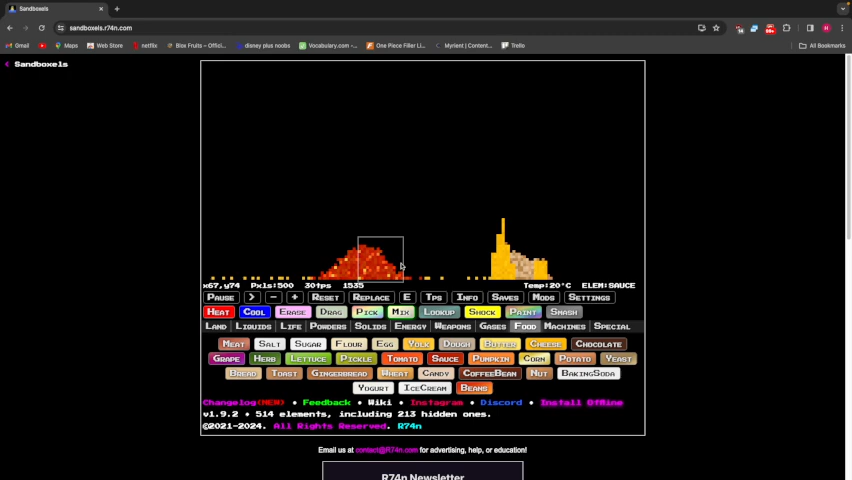 Sandboxels
sandboxels.r74n.com
Gmail Maps Web Store netflix Blox Fruits – Offici... disney plus noobs Vocabulary.com –... One Piece Filler Li... Myrient | Content... Trello All Bookmarks
Sandboxels
x67,y74 Pxls:500 30tps 1535 Temp:20°C ELEM:SAUCE
Pause > − + Reset Replace E Tps Info Saves Mods Settings
Heat Cool Erase Drag Pick Mix Lookup Shock Paint Smash
Land Liquids Life Powders Solids Energy Weapons Gases Food Machines Special
Meat Salt Sugar Flour Egg Yolk Dough Butter Cheese Chocolate
Grape Herb Lettuce Pickle Tomato Sauce Pumpkin Corn Potato Yeast
Bread Toast Gingerbread Wheat Candy CoffeeBean Nut BakingSoda
Yogurt IceCream Beans
Changelog(NEW) • Feedback • Wiki • Instagram • Discord • Install Offline
v1.9.2 • 514 elements, including 213 hidden ones.
©2021-2024. All Rights Reserved. R74n
Email us at contact@R74n.com for advertising, help, or education!
R74n Newsletter